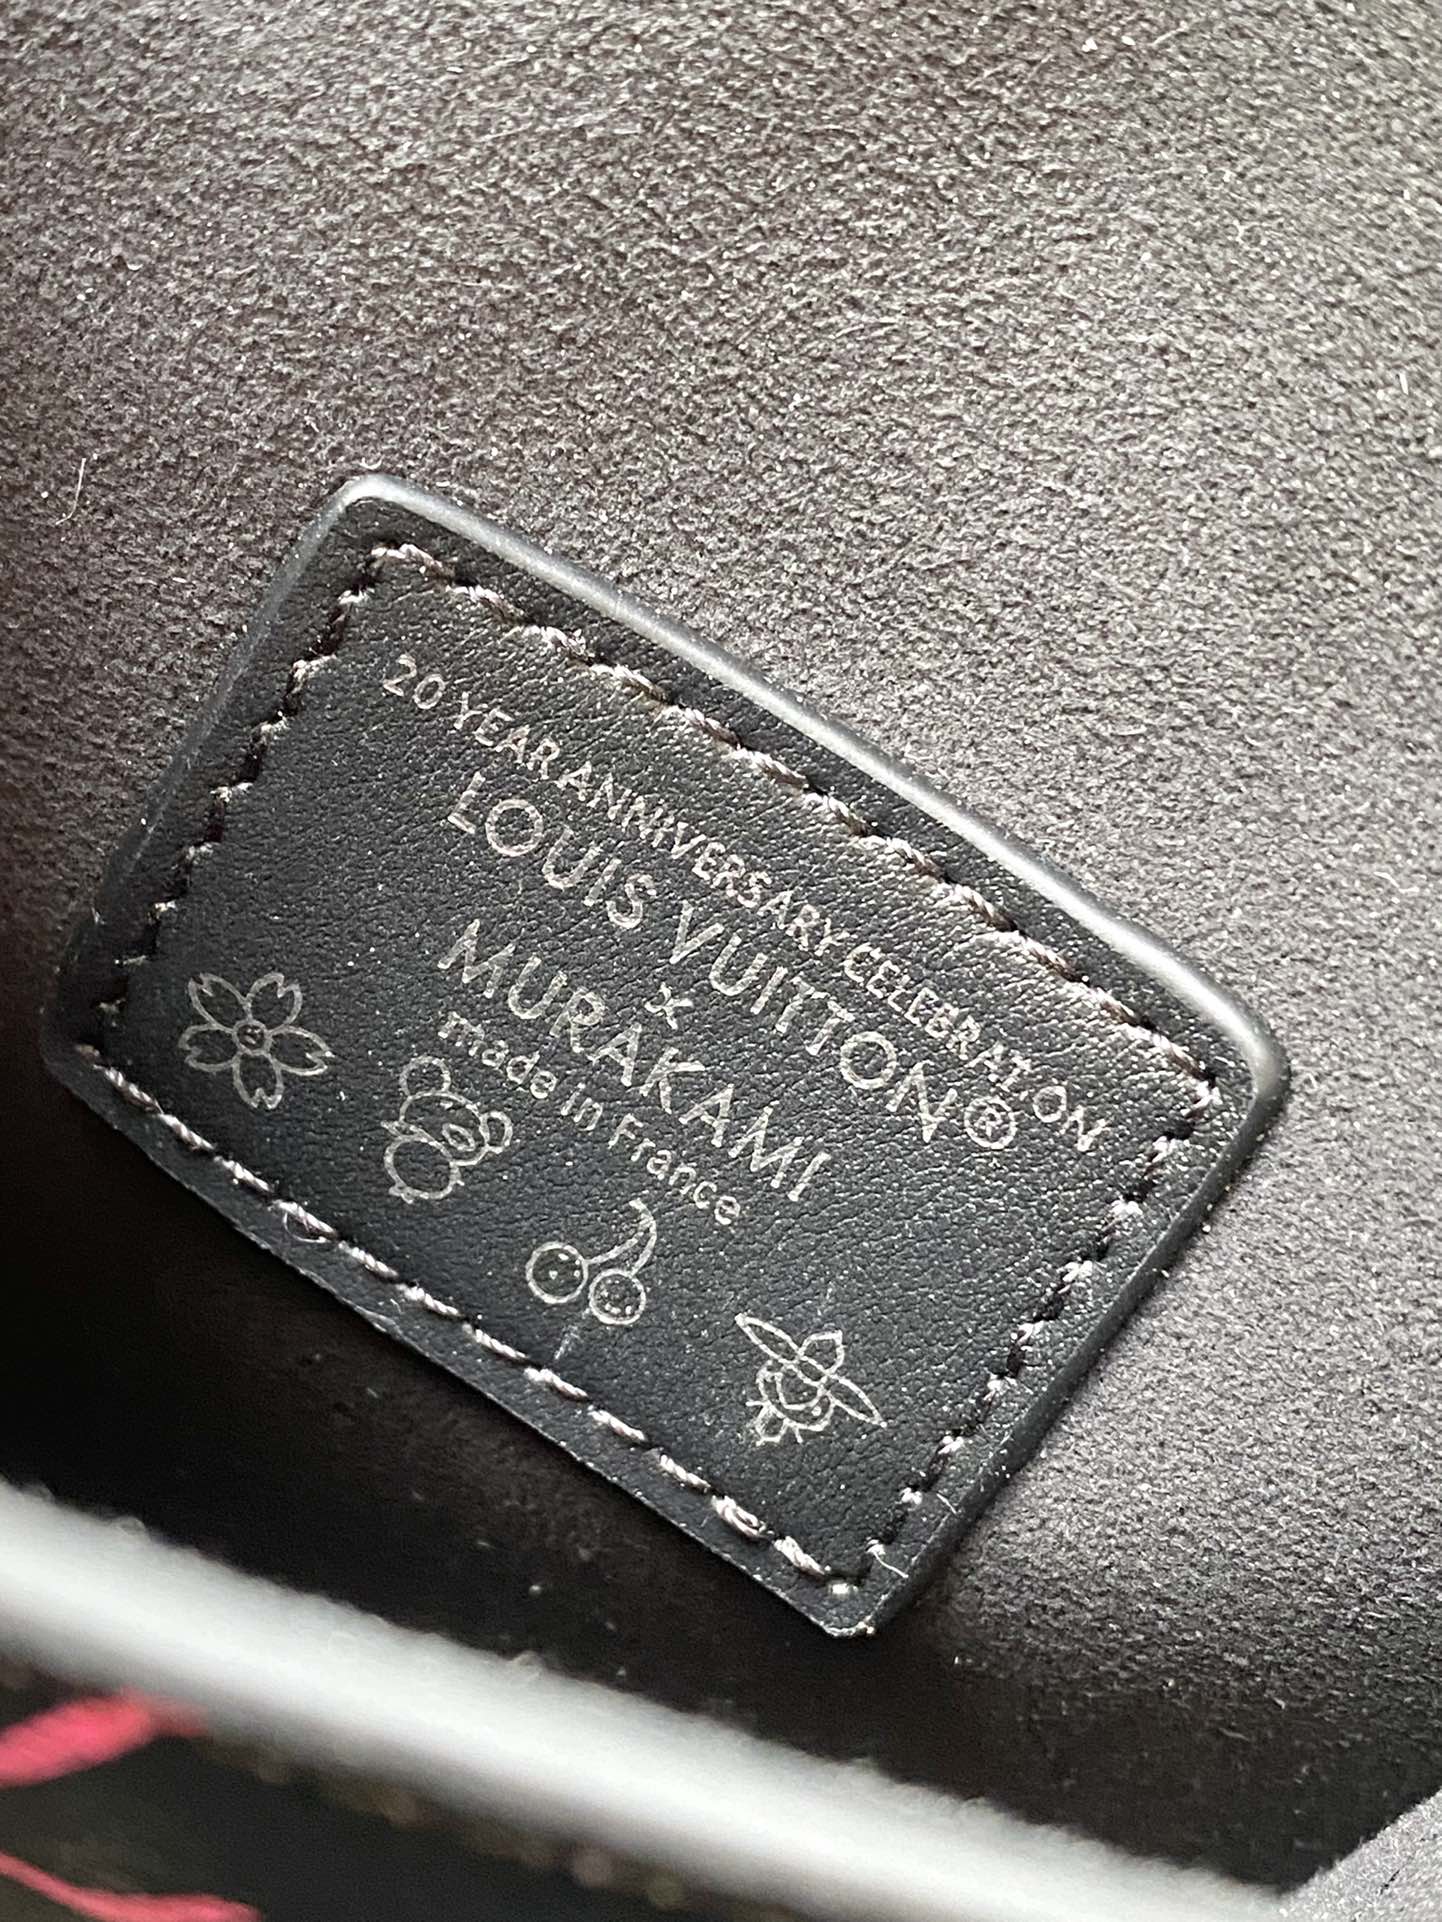 20 YEAR ANNIVERSARY CELEBRATION
LOUIS VUITTON®
x
MURAKAMI
made in France